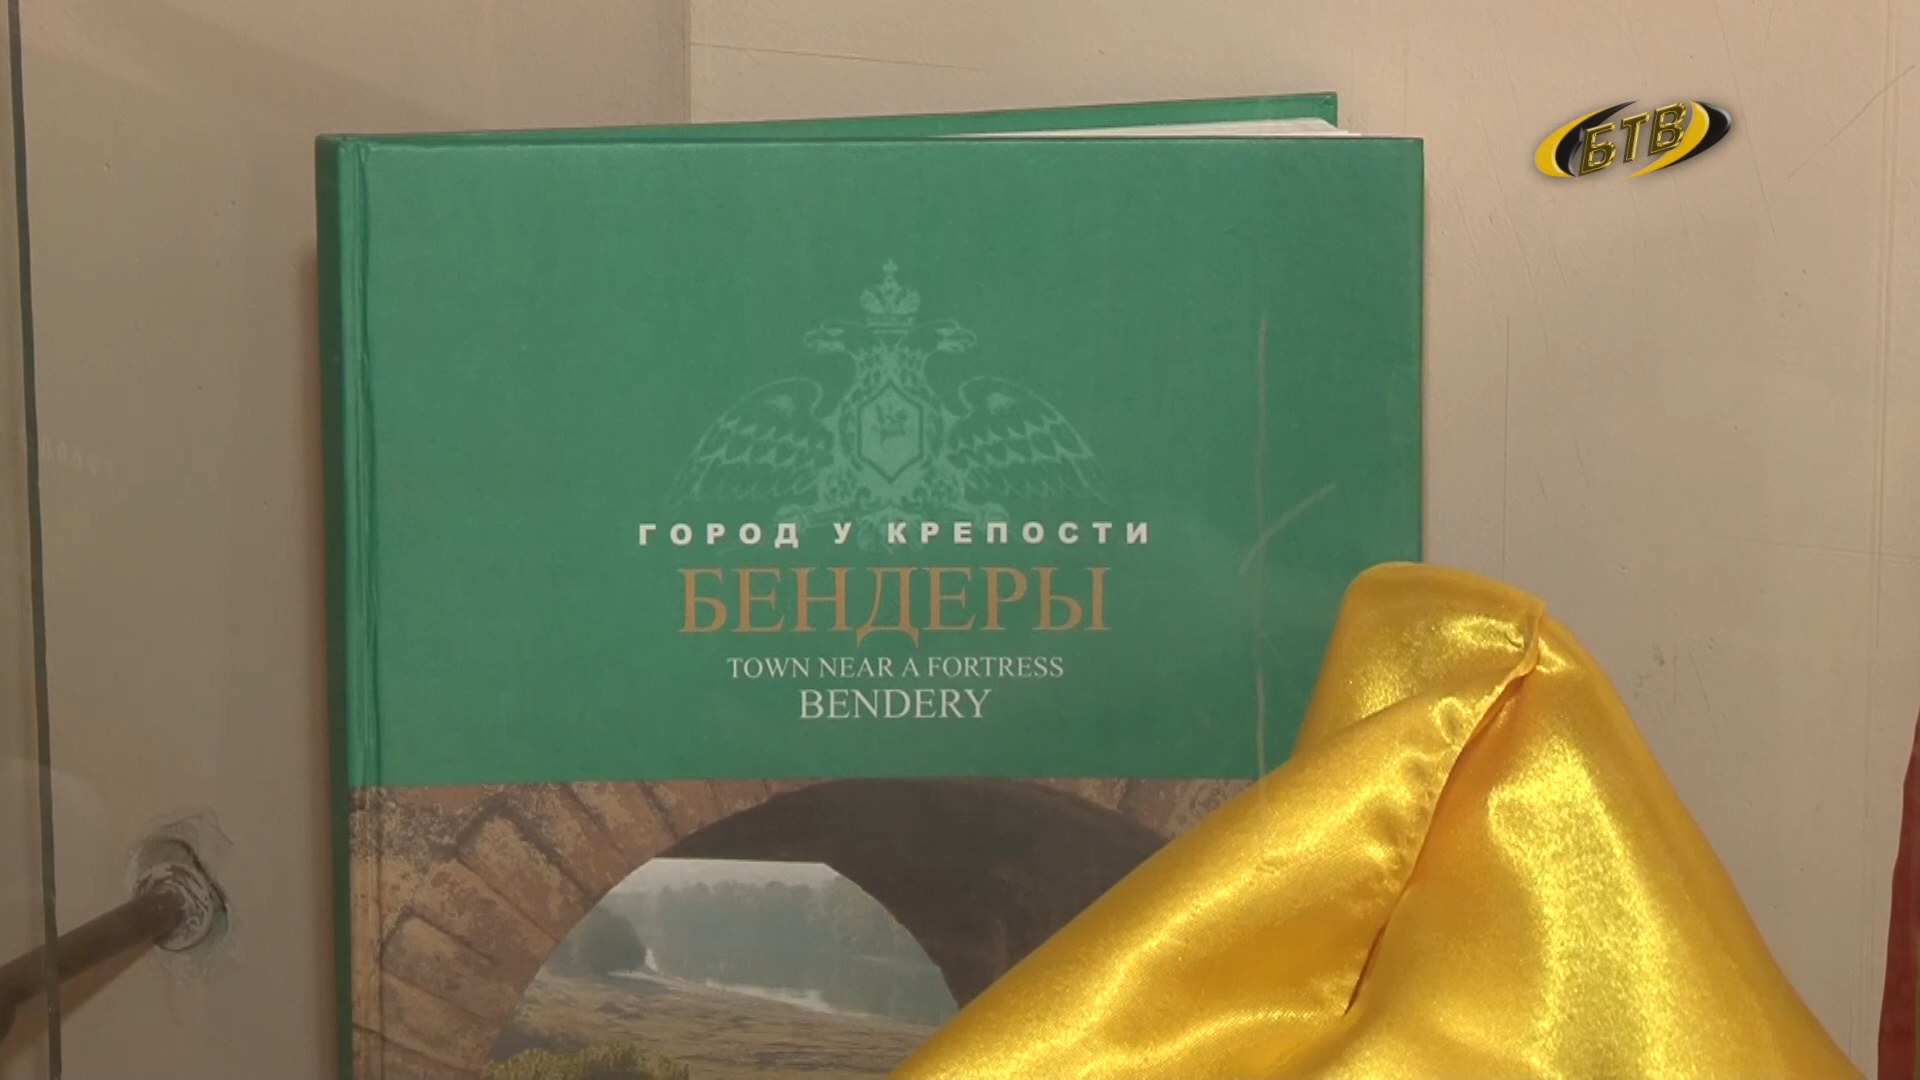 БТВ
ГОРОД У КРЕПОСТИ
БЕНДЕРЫ
TOWN NEAR A FORTRESS
BENDERY